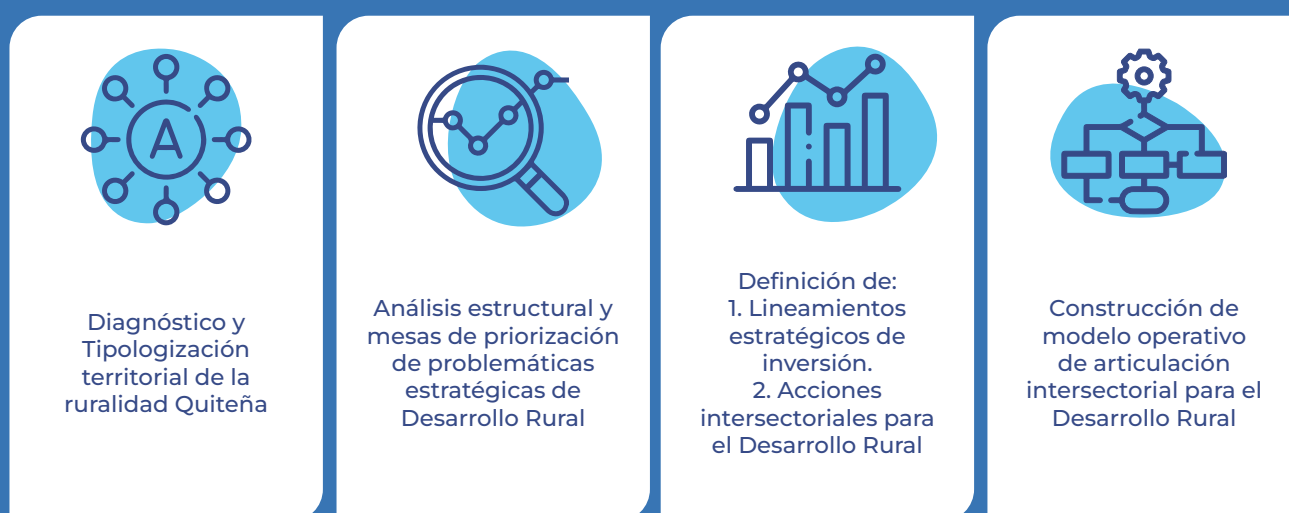 A
Diagnóstico y
Tipologización
territorial de la
ruralidad Quiteña
Análisis estructural y
mesas de priorización
de problemáticas
estratégicas de
Desarrollo Rural
Definición de:
1. Lineamientos
estratégicos de
inversión.
2. Acciones
intersectoriales para
el Desarrollo Rural
Construcción de
modelo operativo
de articulación
intersectorial para el
Desarrollo Rural